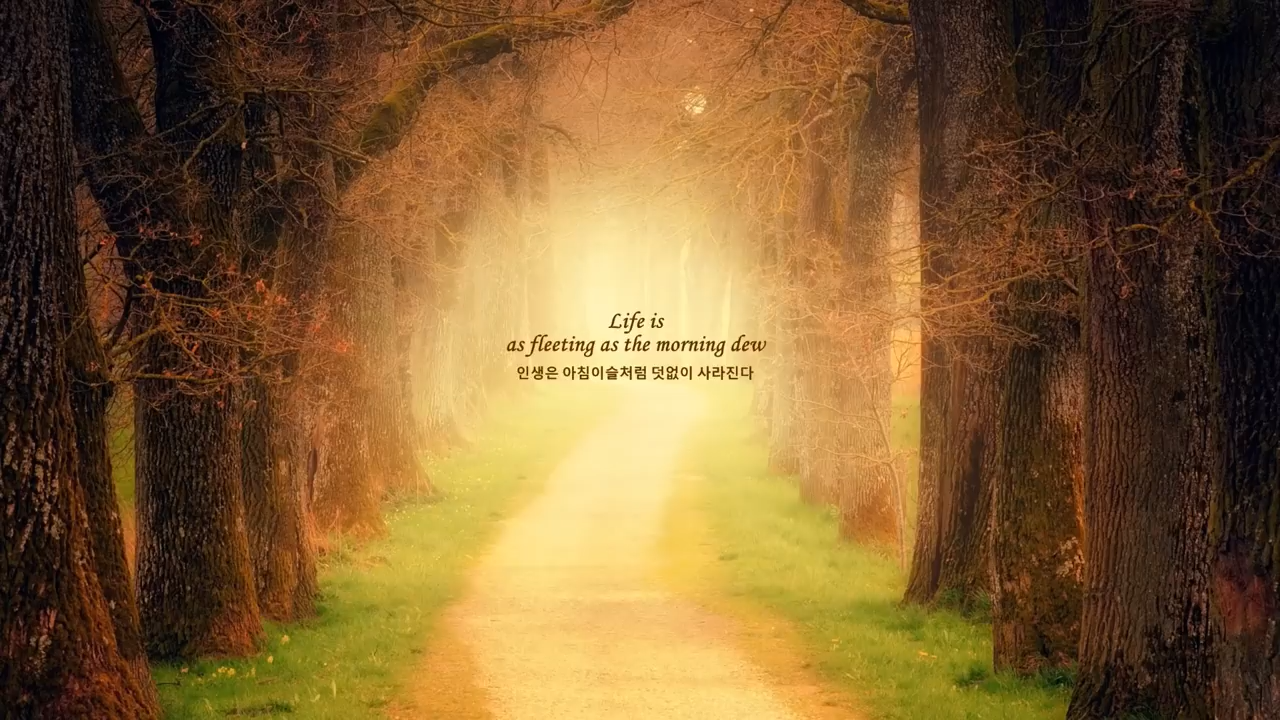 Life is
as fleeting as the morning dew
인생은 아침이슬처럼 덧없이 사라진다